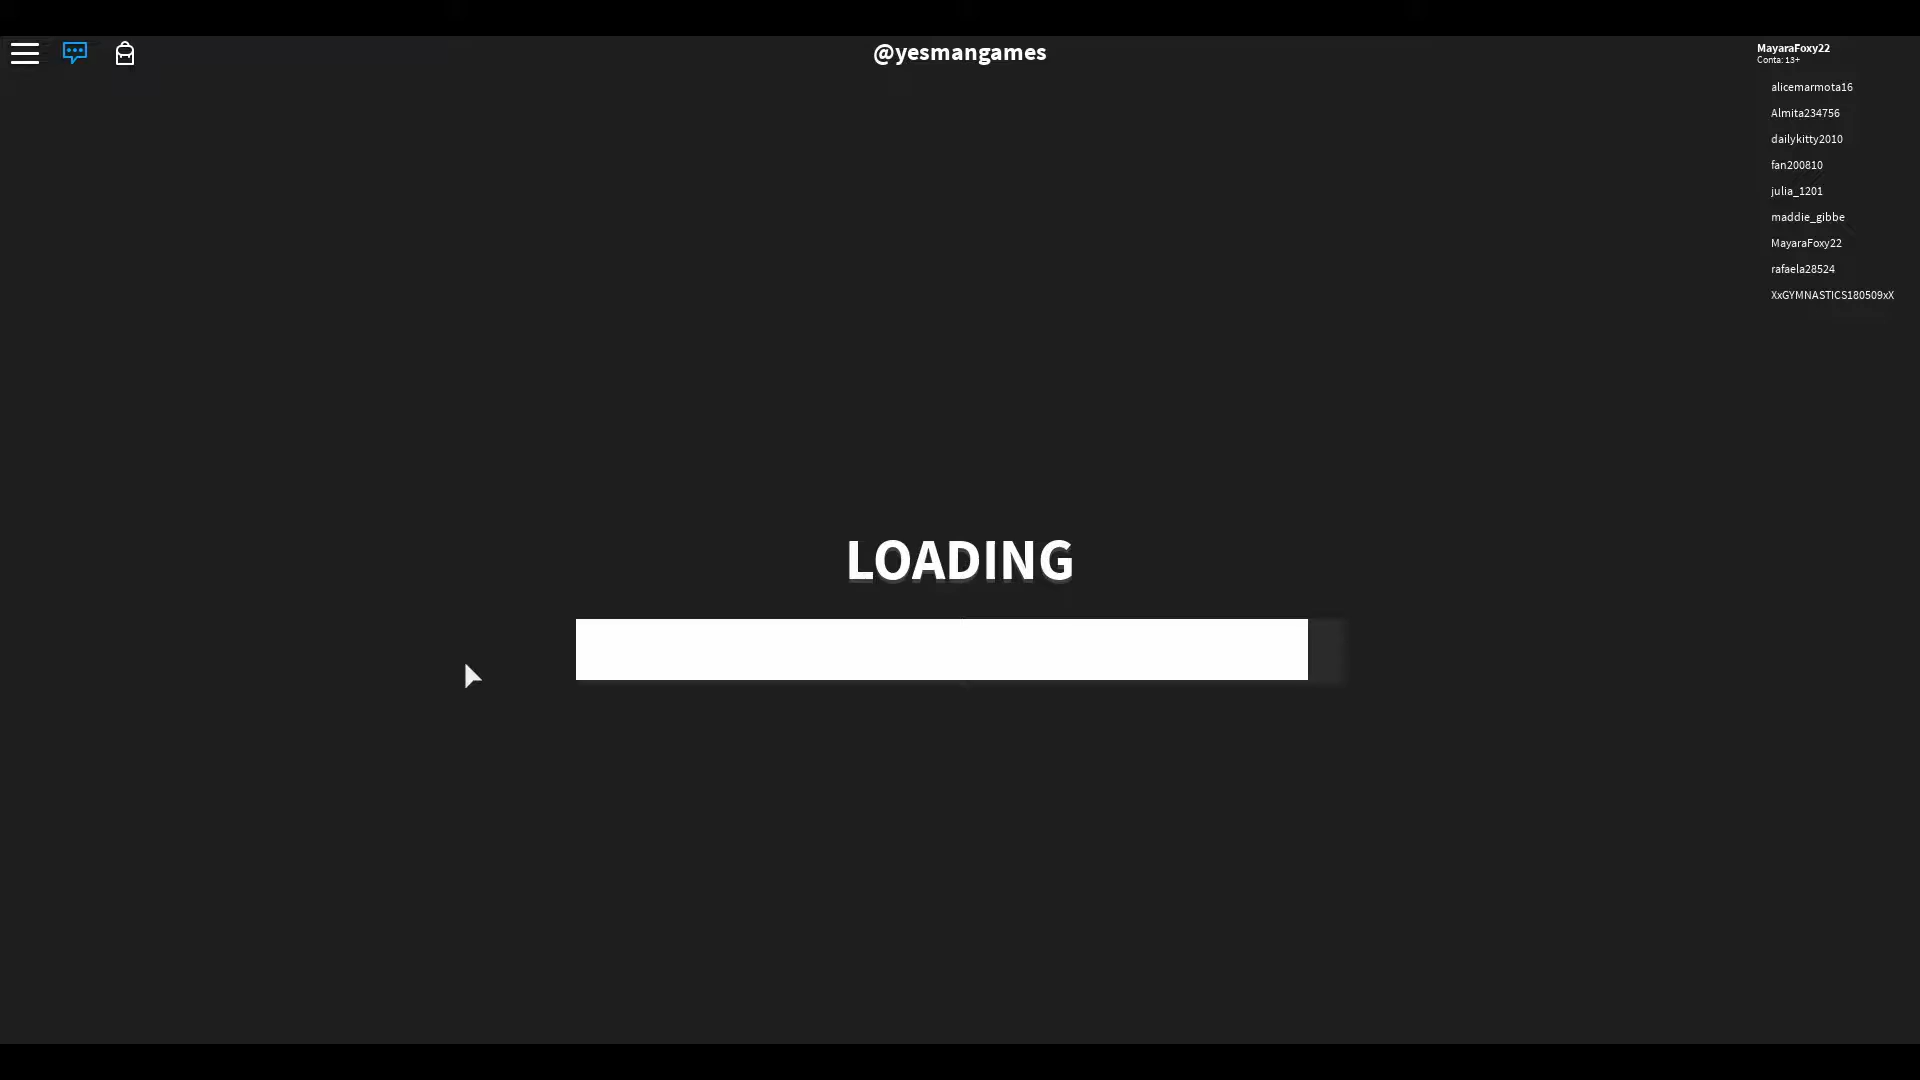 @yesmangames
MayaraFoxy22
Conta: 13+
alicemarmota16
Almita234756
dailykitty2010
fan200810
julia_1201
maddie_gibbe
MayaraFoxy22
rafaela28524
XxGYMNASTICS180509xX
LOADING